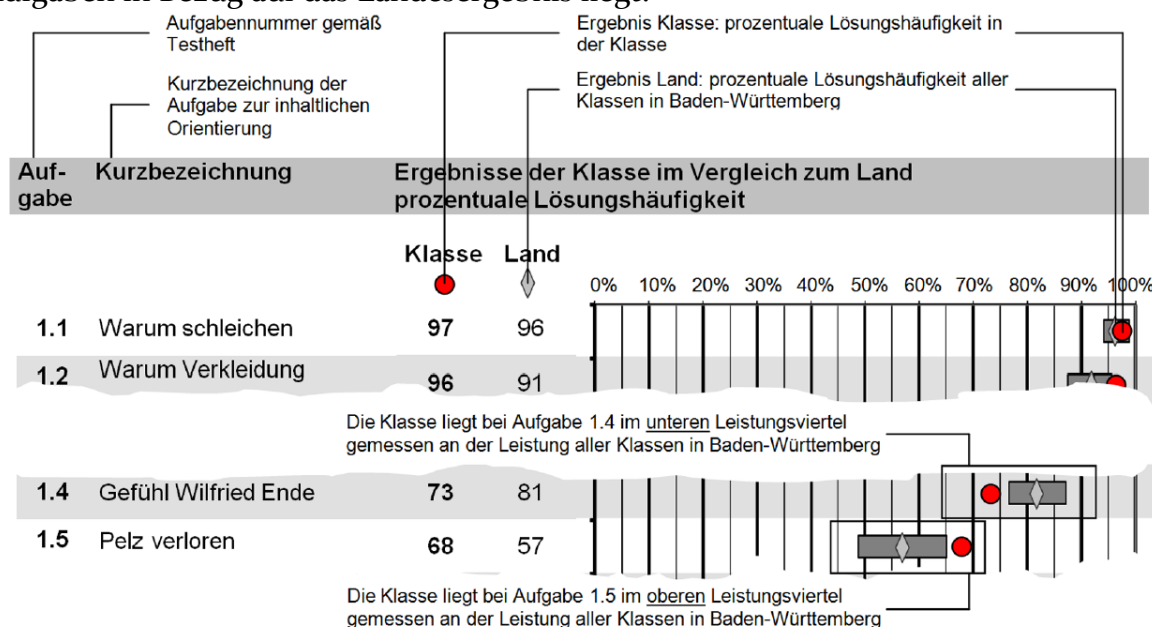 Aufgabennummer gemäß
Testheft
Ergebnis Klasse: prozentuale Lösungshäufigkeit in
der Klasse
Kurzbezeichnung der
Aufgabe zur inhaltlichen
Orientierung
Ergebnis Land: prozentuale Lösungshäufigkeit aller
Klassen in Baden-Württemberg
Auf-
gabe
Kurzbezeichnung
Ergebnisse der Klasse im Vergleich zum Land
prozentuale Lösungshäufigkeit
Klasse Land
0% 10% 20% 30% 40% 50% 60% 70% 80% 90% 100%
1.1 Warum schleichen 97 96
1.2 Warum Verkleidung 96 91
Die Klasse liegt bei Aufgabe 1.4 im unteren Leistungsviertel
gemessen an der Leistung aller Klassen in Baden-Württemberg
1.4 Gefühl Wilfried Ende 73 81
1.5 Pelz verloren 68 57
Die Klasse liegt bei Aufgabe 1.5 im oberen Leistungsviertel
gemessen an der Leistung aller Klassen in Baden-Württemberg